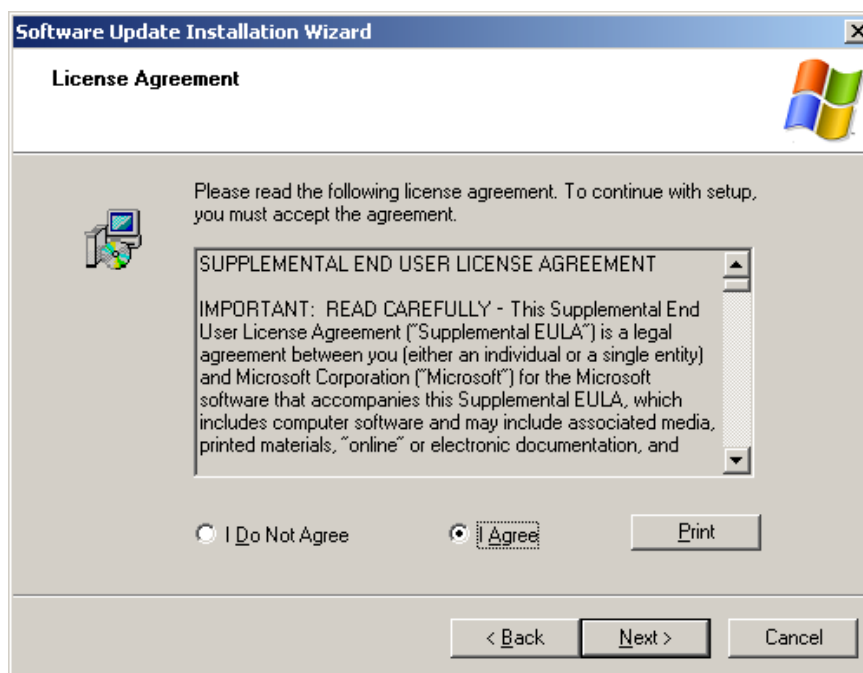 Software Update Installation Wizard
License Agreement
Please read the following license agreement. To continue with setup,
you must accept the agreement.
SUPPLEMENTAL END USER LICENSE AGREEMENT
IMPORTANT:  READ CAREFULLY - This Supplemental End
User License Agreement ("Supplemental EULA") is a legal
agreement between you (either an individual or a single entity)
and Microsoft Corporation ("Microsoft") for the Microsoft
software that accompanies this Supplemental EULA, which
includes computer software and may include associated media,
printed materials, "online" or electronic documentation, and
I Do Not Agree
I Agree
Print
< Back
Next >
Cancel